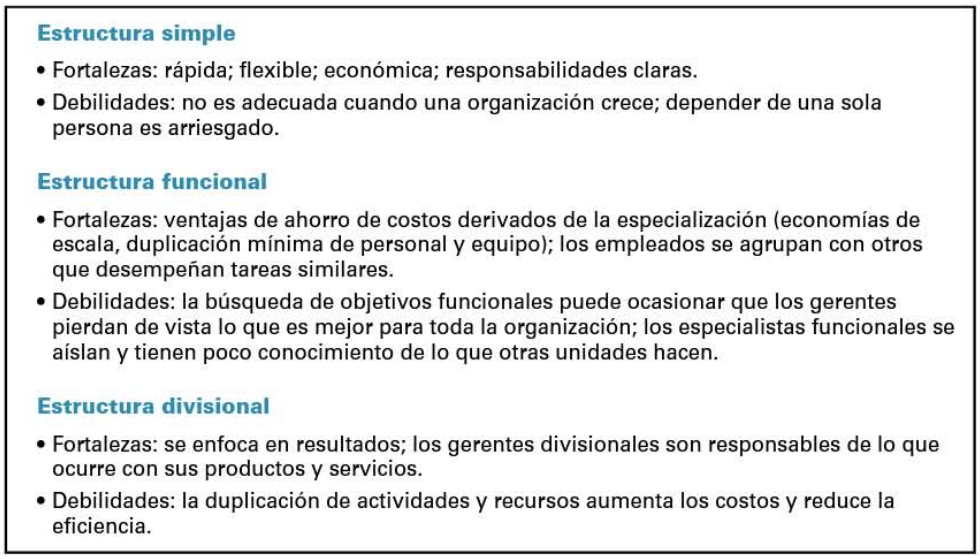 Estructura simple
• Fortalezas: rápida; flexible; económica; responsabilidades claras.
• Debilidades: no es adecuada cuando una organización crece; depender de una sola
persona es arriesgado.
Estructura funcional
• Fortalezas: ventajas de ahorro de costos derivados de la especialización (economías de
escala, duplicación mínima de personal y equipo); los empleados se agrupan con otros
que desempeñan tareas similares.
• Debilidades: la búsqueda de objetivos funcionales puede ocasionar que los gerentes
pierdan de vista lo que es mejor para toda la organización; los especialistas funcionales se
aíslan y tienen poco conocimiento de lo que otras unidades hacen.
Estructura divisional
• Fortalezas: se enfoca en resultados; los gerentes divisionales son responsables de lo que
ocurre con sus productos y servicios.
• Debilidades: la duplicación de actividades y recursos aumenta los costos y reduce la
eficiencia.